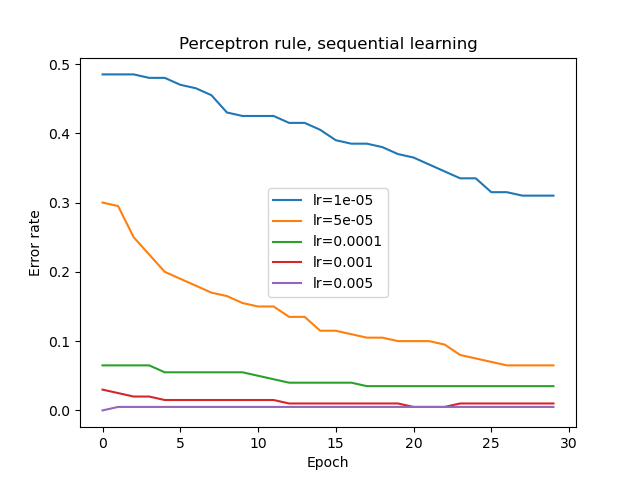 Perceptron rule, sequential learning
0.5
0.4
0.3
0.2
0.1
0.0
Error rate
lr=1e-05
lr=5e-05
lr=0.0001
lr=0.001
lr=0.005
0 5 10 15 20 25 30
Epoch